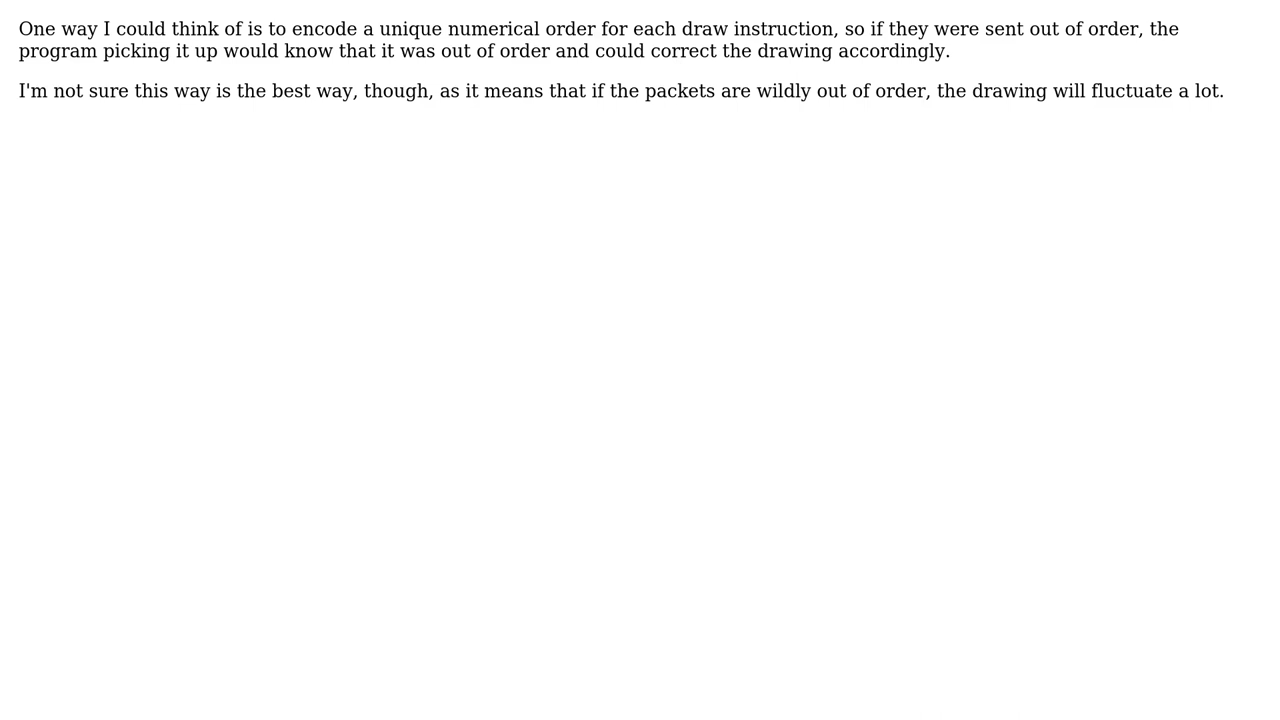 One way I could think of is to encode a unique numerical order for each draw instruction, so if they were sent out of order, the
program picking it up would know that it was out of order and could correct the drawing accordingly.
I'm not sure this way is the best way, though, as it means that if the packets are wildly out of order, the drawing will fluctuate a lot.